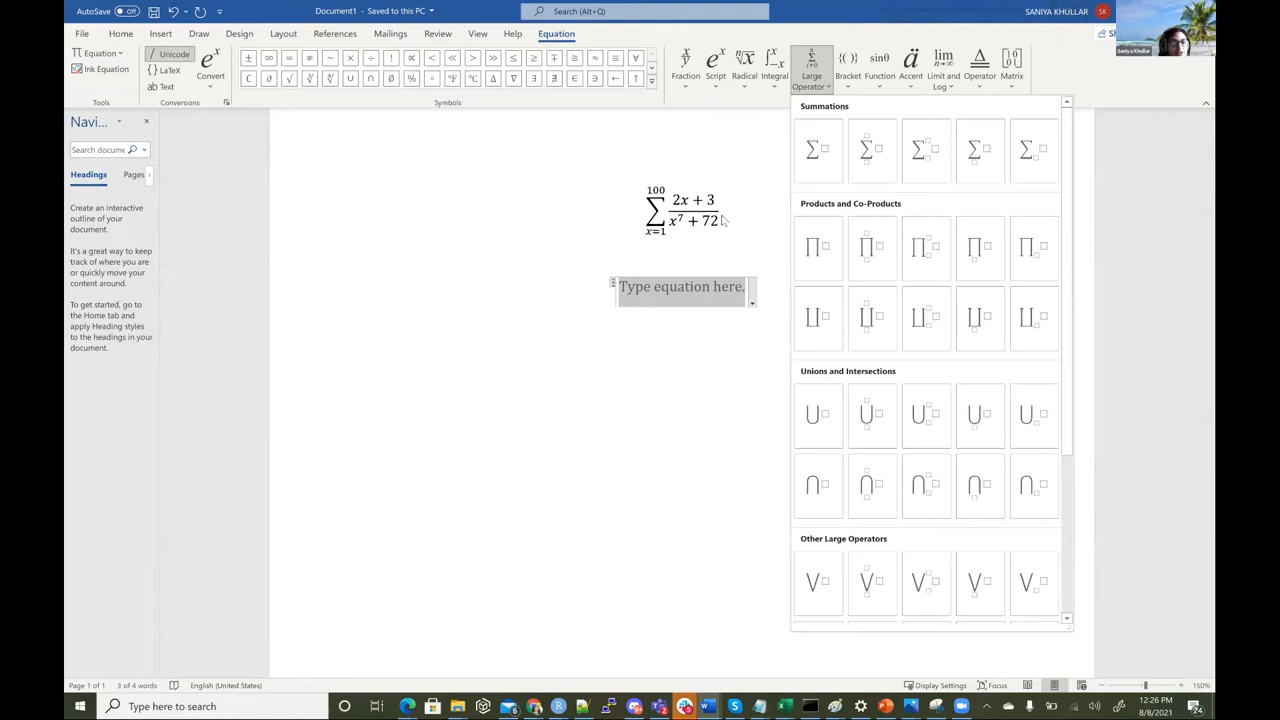 AutoSave Off
Document1 - Saved to this PC
Search (Alt+Q)
SANIYA KHULLAR SK
Saniya Khullar
File Home Insert Draw Design Layout References Mailings Review View Help Equation
Equation
Ink Equation
Tools
Unicode
LaTeX
Text
Convert
Conversions
± ∞ = ≠ ~ × ÷ ! ∝ < ≪ > ≫ ≤ ≥ ∓ ≅ ≈ ≡ ∀
∁ ∂ √ ∛ ∜ ∪ ∩ ∅ % ° °F °C ∆ ∇ ∃ ∄ ∈ ∋ ← ↑
Symbols
Fraction Script Radical Integral Large Operator Bracket Function Accent Limit and Log Operator Matrix
Navi...
Search docume
Headings Pages
Create an interactive
outline of your
document.
It's a great way to keep
track of where you are
or quickly move your
content around.
To get started, go to
the Home tab and
apply Heading styles
to the headings in your
document.
100
∑ 2x + 3
x⁷ + 72
x=1
Type equation here.
Summations
∑ ∑ ∑ ∑ ∑
Products and Co-Products
∏ ∏ ∏ ∏ ∏
∐ ∐ ∐ ∐ ∐
Unions and Intersections
⋃ ⋃ ⋃ ⋃ ⋃
⋂ ⋂ ⋂ ⋂ ⋂
Other Large Operators
⋁ ⋁ ⋁ ⋁ ⋁
Page 1 of 1 3 of 4 words English (United States) Display Settings Focus 150%
Type here to search
12:26 PM
8/8/2021
24